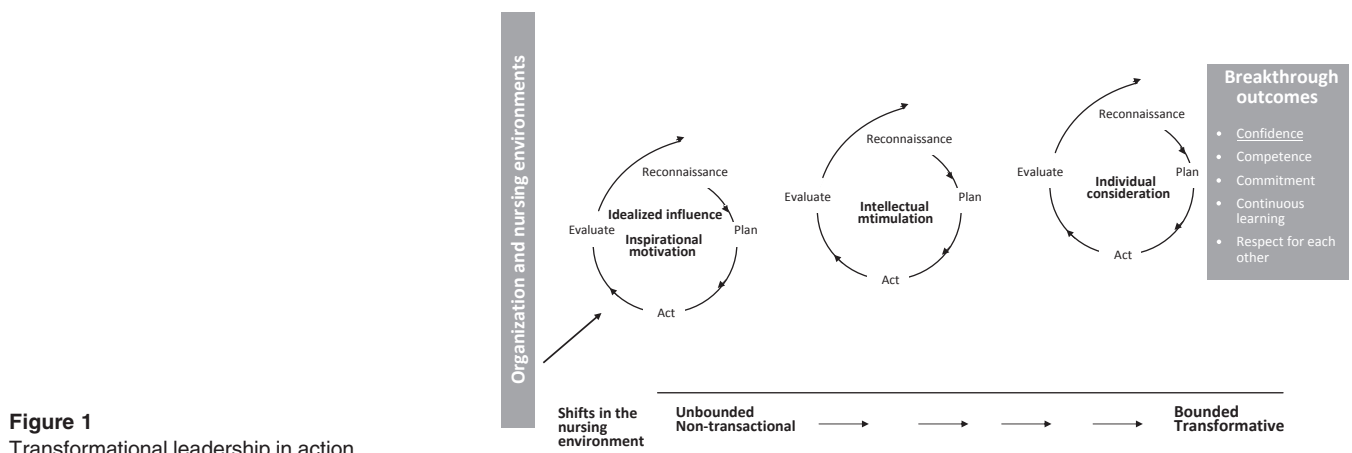 Organization and nursing environments
Reconnaissance
Idealized influence
Evaluate
Plan
Inspirational
motivation
Act
Reconnaissance
Evaluate
Plan
Intellectual
mtimulation
Act
Reconnaissance
Evaluate
Plan
Individual
consideration
Act
Breakthrough
outcomes
• Confidence
• Competence
• Commitment
• Continuous
learning
• Respect for each
other
Shifts in the
nursing
environment
Unbounded
Non-transactional
Bounded
Transformative
Figure 1
Transformational leadership in action